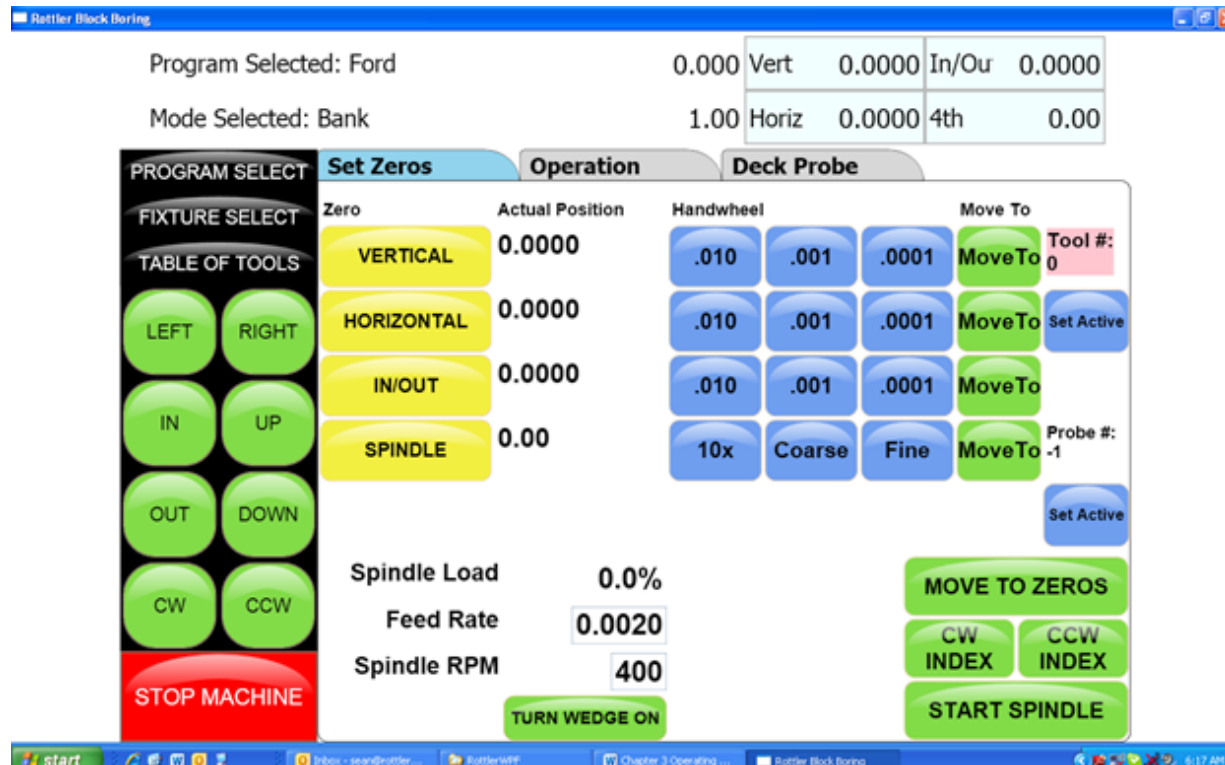 Rottler Block Boring
Program Selected: Ford 0.000 Vert 0.0000 In/Ou 0.0000
Mode Selected: Bank 1.00 Horiz 0.0000 4th 0.00
PROGRAM SELECT Set Zeros Operation Deck Probe
FIXTURE SELECT Zero Actual Position Handwheel Move To
TABLE OF TOOLS VERTICAL 0.0000 .010 .001 .0001 MoveTo Tool #: 0
LEFT RIGHT HORIZONTAL 0.0000 .010 .001 .0001 MoveTo Set Active
IN/OUT 0.0000 .010 .001 .0001 MoveTo
IN UP SPINDLE 0.00 10x Coarse Fine MoveTo Probe #: -1
OUT DOWN Set Active
Spindle Load 0.0% MOVE TO ZEROS
CW CCW Feed Rate 0.0020 CW INDEX CCW INDEX
STOP MACHINE Spindle RPM 400 START SPINDLE
TURN WEDGE ON
start Inbox - sean@rottler... RottlerWPF Chapter 3 Operating ... Rottler Block Boring 6:17 AM